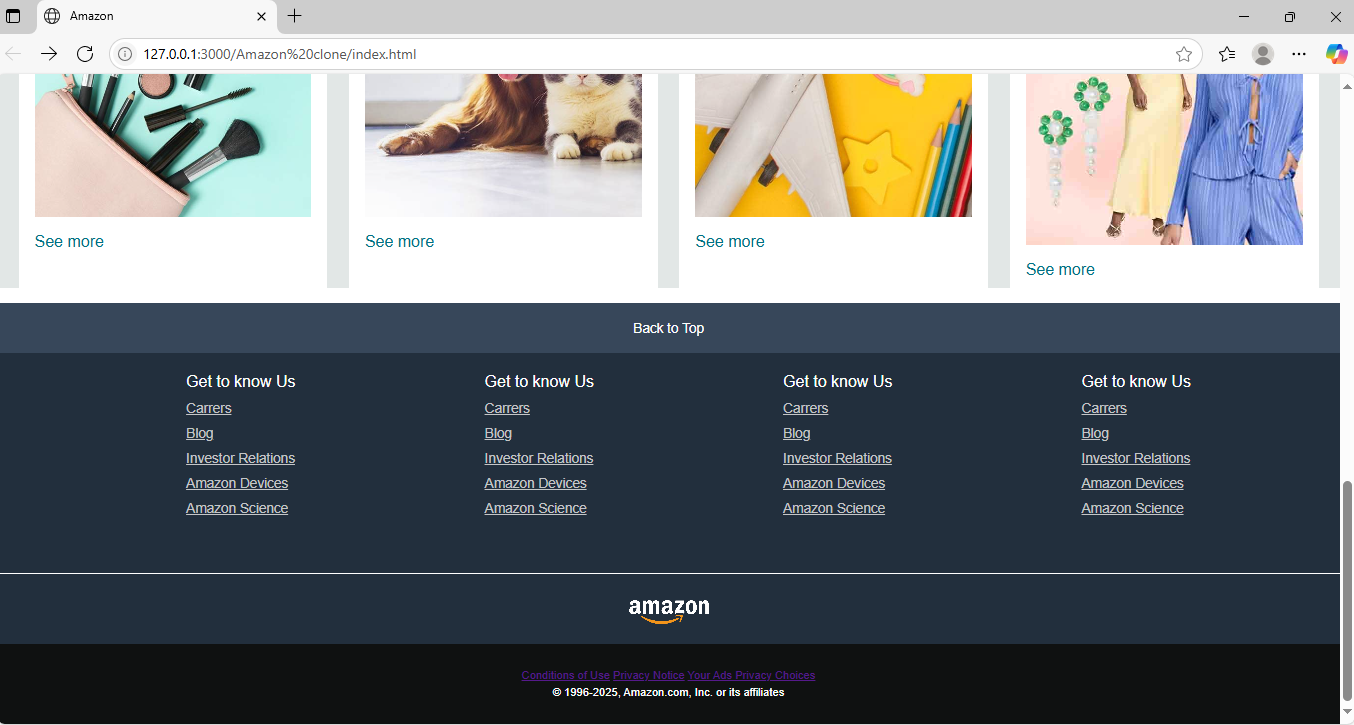 Amazon
127.0.0.1:3000/Amazon%20clone/index.html
See more See more See more See more
Back to Top
Get to know Us Get to know Us Get to know Us Get to know Us
Carrers Carrers Carrers Carrers
Blog Blog Blog Blog
Investor Relations Investor Relations Investor Relations Investor Relations
Amazon Devices Amazon Devices Amazon Devices Amazon Devices
Amazon Science Amazon Science Amazon Science Amazon Science
amazon
Conditions of Use Privacy Notice Your Ads Privacy Choices
© 1996-2025, Amazon.com, Inc. or its affiliates